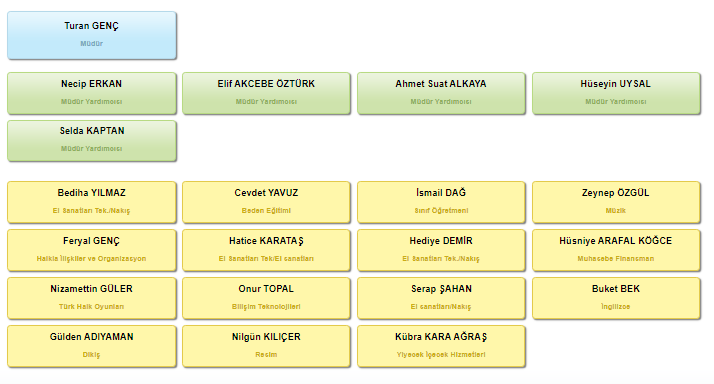 Turan GENÇ
Müdür
Necip ERKAN
Müdür Yardımcısı
Elif AKCEBE ÖZTÜRK
Müdür Yardımcısı
Ahmet Suat ALKAYA
Müdür Yardımcısı
Hüseyin UYSAL
Müdür Yardımcısı
Selda KAPTAN
Müdür Yardımcısı
Bediha YILMAZ
El Sanatları Tek./Nakış
Cevdet YAVUZ
Beden Eğitimi
İsmail DAĞ
Sınıf Öğretmeni
Zeynep ÖZGÜL
Müzik
Feryal GENÇ
Halkla İlişkiler ve Organizasyon
Hatice KARATAŞ
El Sanatları Tek/El sanatları
Hediye DEMİR
El Sanatları Tek./Nakış
Hüsniye ARAFAL KÖĞCE
Muhasebe Finansman
Nizamettin GÜLER
Türk Halk Oyunları
Onur TOPAL
Bilişim Teknolojileri
Serap ŞAHAN
El sanatları/Nakış
Buket BEK
İngilizce
Gülden ADIYAMAN
Dikiş
Nilgün KILIÇER
Resim
Kübra KARA AĞRAŞ
Yiyecek İçecek Hizmetleri